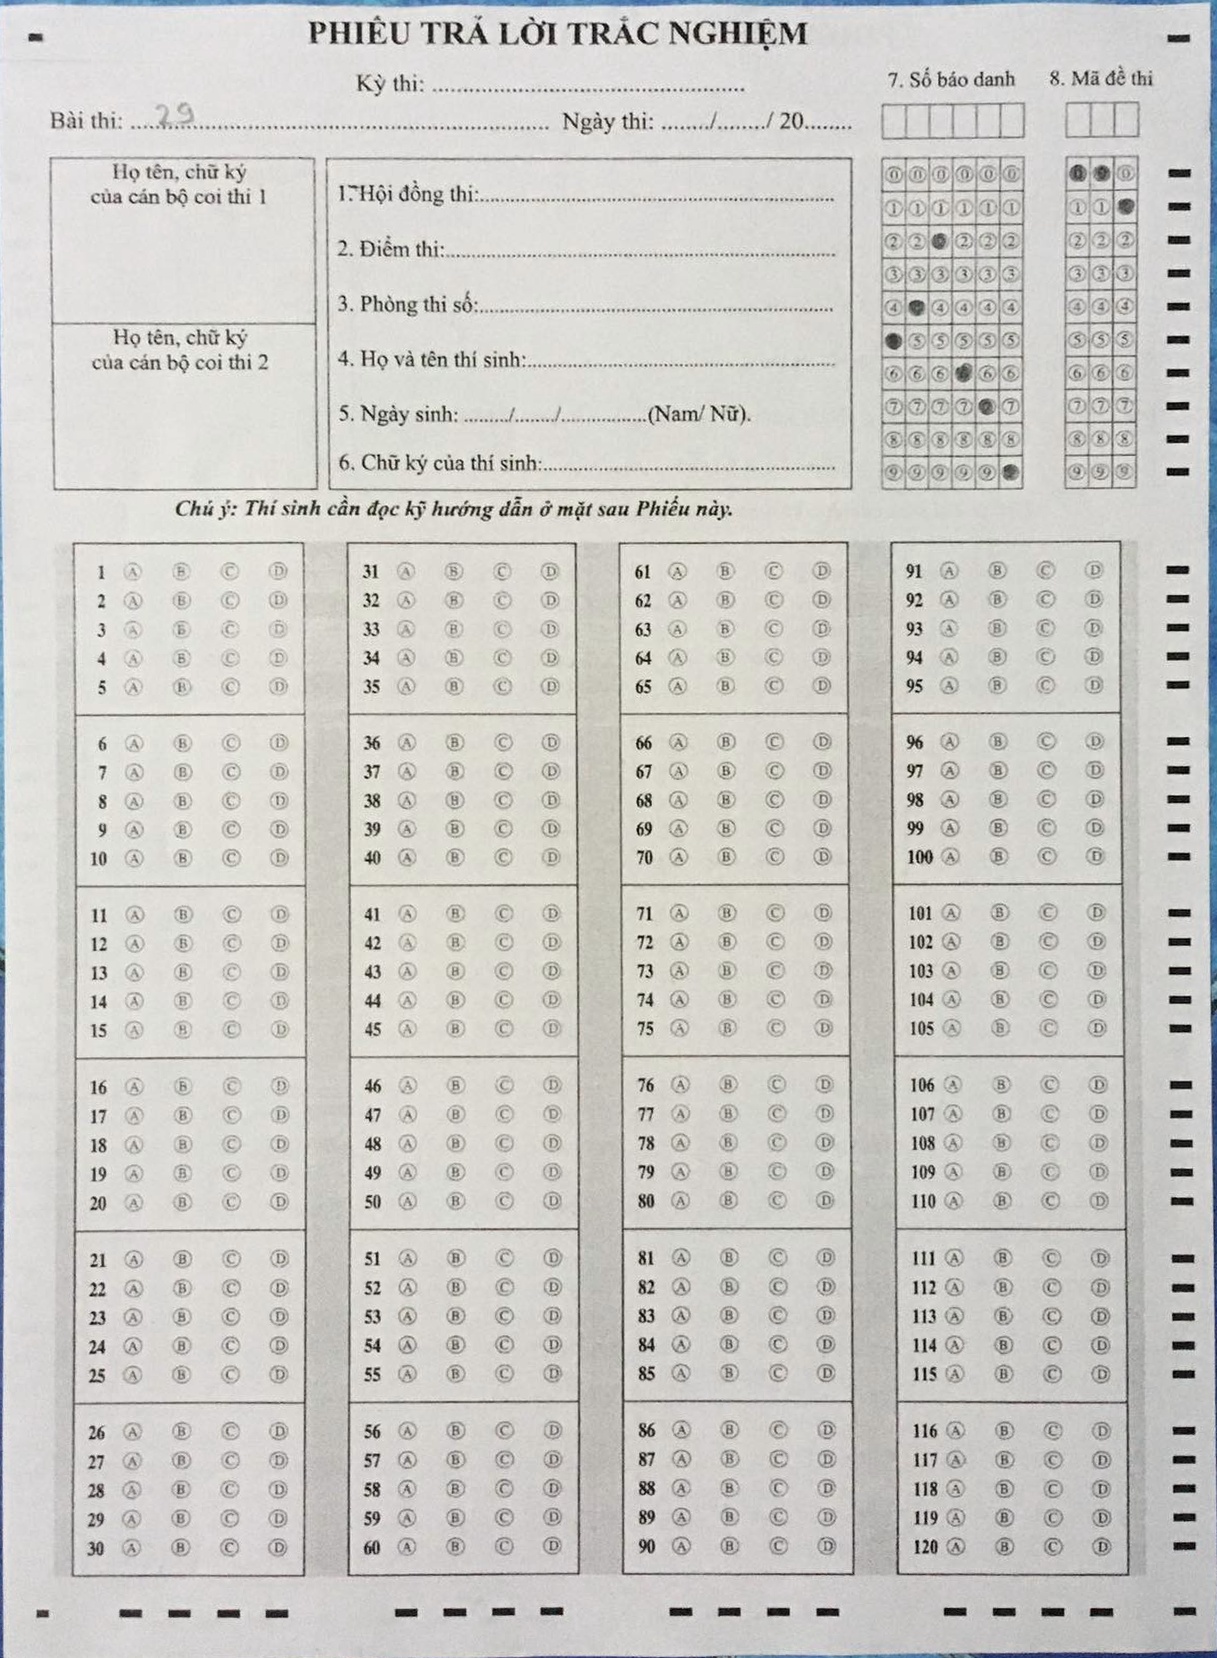 PHIẾU TRẢ LỜI TRẮC NGHIỆM
Kỳ thi: ..........
7. Số báo danh 8. Mã đề thi
Bài thi: 29 Ngày thi: ......../......../ 20........
Họ tên, chữ ký
của cán bộ coi thi 1
Họ tên, chữ ký
của cán bộ coi thi 2
1. Hội đồng thi:..........
2. Điểm thi:..........
3. Phòng thi số:..........
4. Họ và tên thí sinh:..........
5. Ngày sinh: ......../......../...............(Nam/ Nữ).
6. Chữ ký của thí sinh:..........
0 0 0 0 0 0 0
1 1 1 1 1 1 1 1
2 2 2 2 2 2 2 2
3 3 3 3 3 3 3 3 3
4 4 4 4 4 4 4 4
5 5 5 5 5 5 5 5
6 6 6 6 6 6 6 6
7 7 7 7 7 7 7 7
8 8 8 8 8 8 8 8 8
9 9 9 9 9 9 9 9
Chú ý: Thí sinh cần đọc kỹ hướng dẫn ở mặt sau Phiếu này.
1 A B C D 31 A B C D 61 A B C D 91 A B C D
2 A B C D 32 A B C D 62 A B C D 92 A B C D
3 A B C D 33 A B C D 63 A B C D 93 A B C D
4 A B C D 34 A B C D 64 A B C D 94 A B C D
5 A B C D 35 A B C D 65 A B C D 95 A B C D
6 A B C D 36 A B C D 66 A B C D 96 A B C D
7 A B C D 37 A B C D 67 A B C D 97 A B C D
8 A B C D 38 A B C D 68 A B C D 98 A B C D
9 A B C D 39 A B C D 69 A B C D 99 A B C D
10 A B C D 40 A B C D 70 A B C D 100 A B C D
11 A B C D 41 A B C D 71 A B C D 101 A B C D
12 A B C D 42 A B C D 72 A B C D 102 A B C D
13 A B C D 43 A B C D 73 A B C D 103 A B C D
14 A B C D 44 A B C D 74 A B C D 104 A B C D
15 A B C D 45 A B C D 75 A B C D 105 A B C D
16 A B C D 46 A B C D 76 A B C D 106 A B C D
17 A B C D 47 A B C D 77 A B C D 107 A B C D
18 A B C D 48 A B C D 78 A B C D 108 A B C D
19 A B C D 49 A B C D 79 A B C D 109 A B C D
20 A B C D 50 A B C D 80 A B C D 110 A B C D
21 A B C D 51 A B C D 81 A B C D 111 A B C D
22 A B C D 52 A B C D 82 A B C D 112 A B C D
23 A B C D 53 A B C D 83 A B C D 113 A B C D
24 A B C D 54 A B C D 84 A B C D 114 A B C D
25 A B C D 55 A B C D 85 A B C D 115 A B C D
26 A B C D 56 A B C D 86 A B C D 116 A B C D
27 A B C D 57 A B C D 87 A B C D 117 A B C D
28 A B C D 58 A B C D 88 A B C D 118 A B C D
29 A B C D 59 A B C D 89 A B C D 119 A B C D
30 A B C D 60 A B C D 90 A B C D 120 A B C D